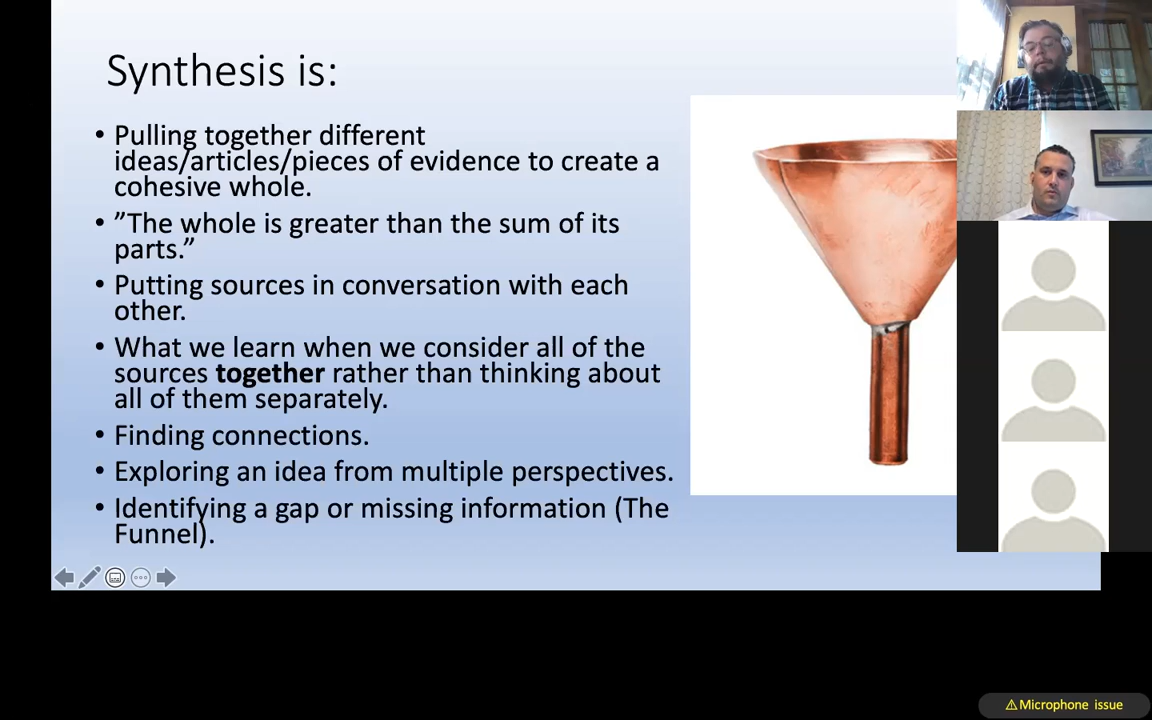 Synthesis is:
• Pulling together different
ideas/articles/pieces of evidence to create a
cohesive whole.
• ”The whole is greater than the sum of its
parts.”
• Putting sources in conversation with each
other.
• What we learn when we consider all of the
sources together rather than thinking about
all of them separately.
• Finding connections.
• Exploring an idea from multiple perspectives.
• Identifying a gap or missing information (The
Funnel).
⚠Microphone issue